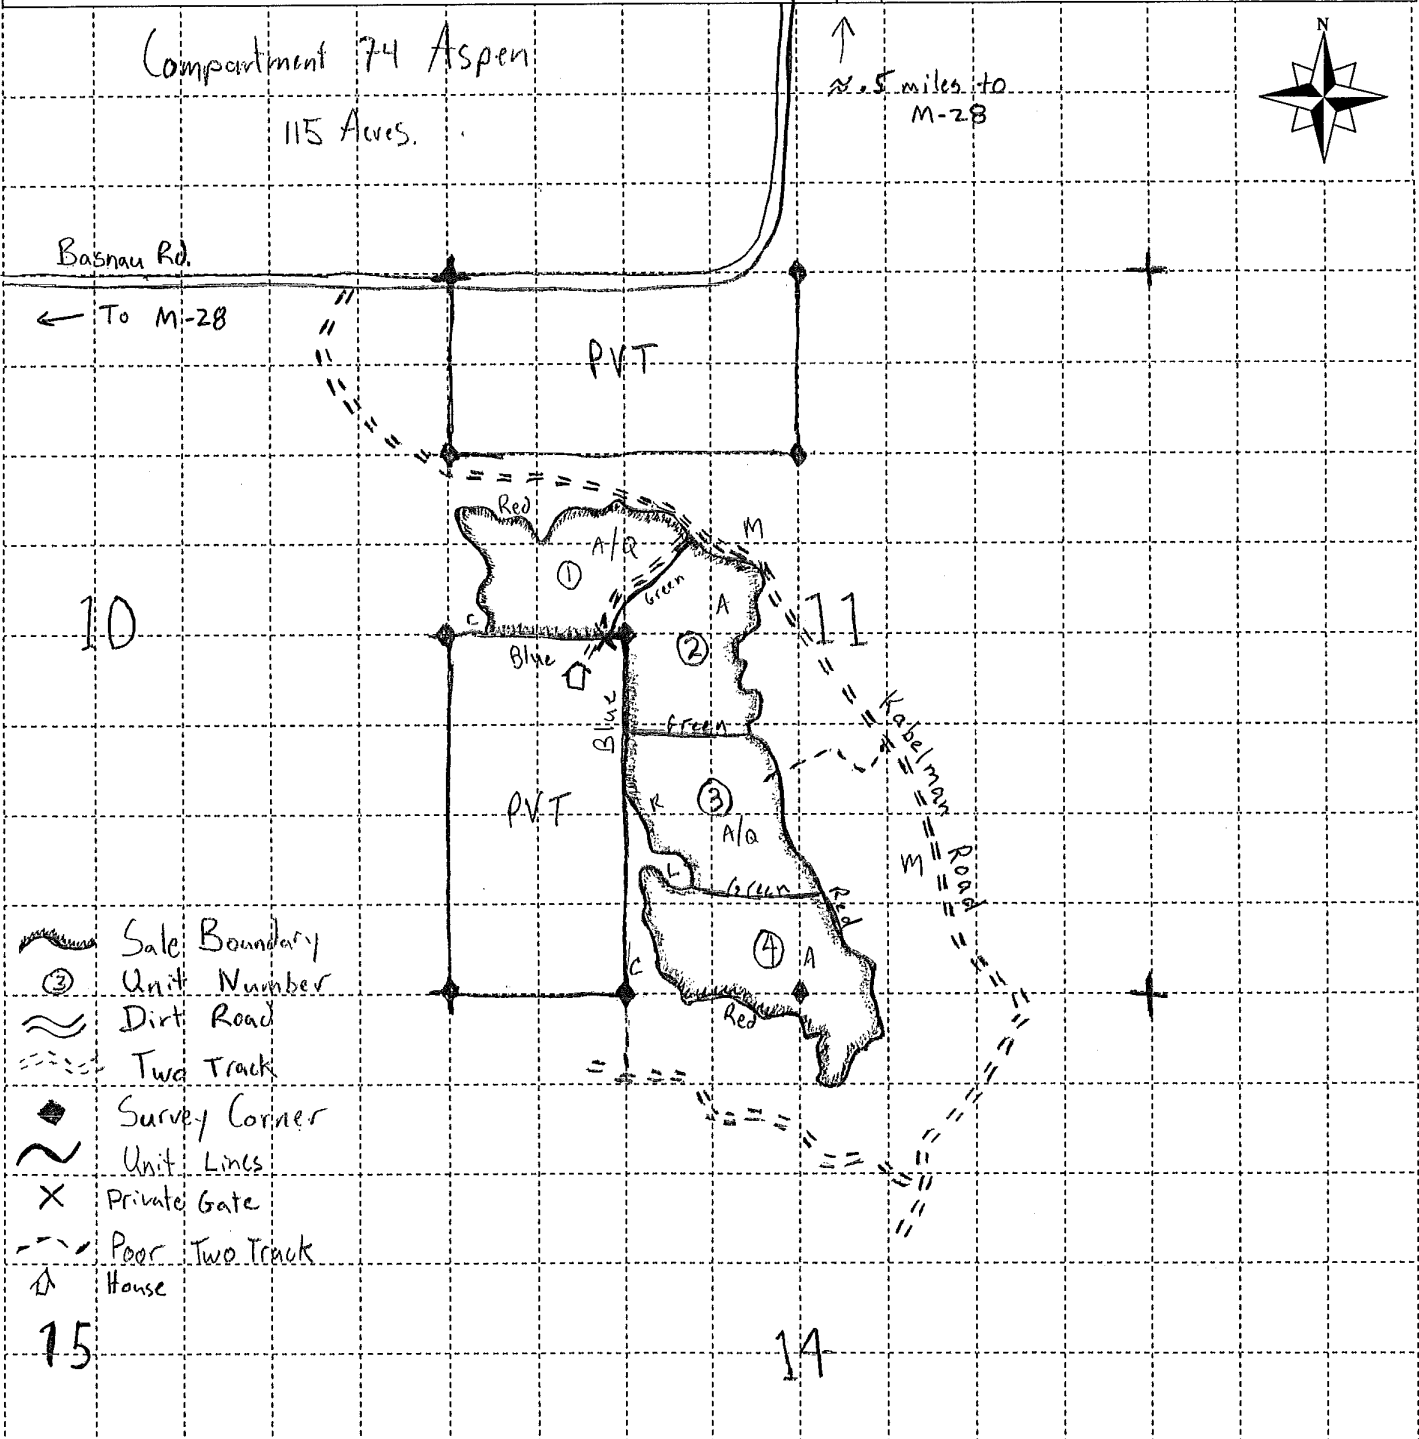 Compartment 74 Aspen
115 Acres.
≈ .5 miles to
M-28
N
Basnau Rd.
← To M-28
PVT
Red
M
A/Q
1
Green
A
10
11
C
2
Blue
Blue
Green
Kabelman Road
3
PVT
R
A/Q
M
L
Green
Red
4
A
C
Red
Sale Boundary
3 Unit Number
Dirt Road
Two Track
Survey Corner
Unit Lines
Private Gate
Poor Two Track
House
15
14